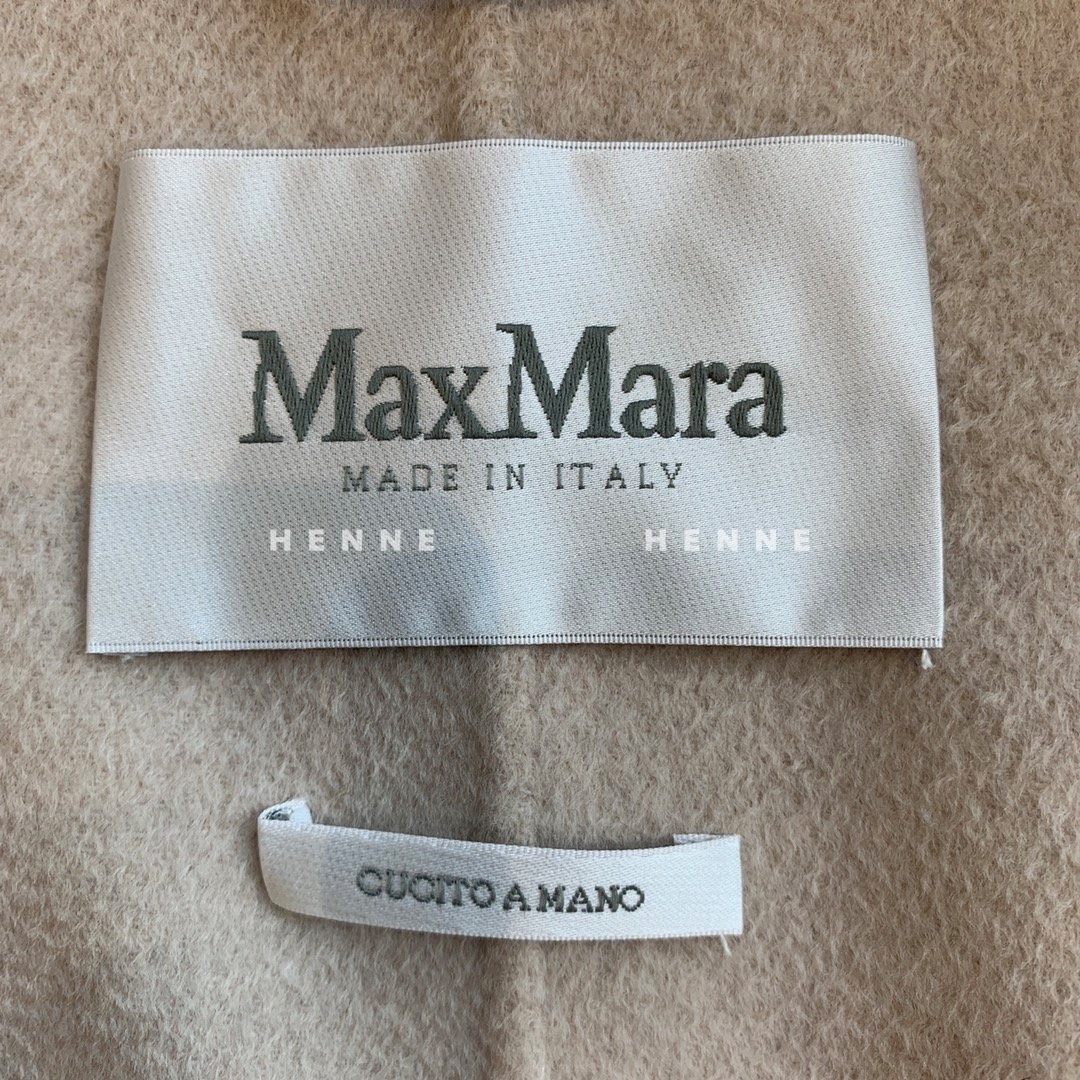 MaxMara
MADE IN ITALY
HENNE HENNE
CUCITO A MANO